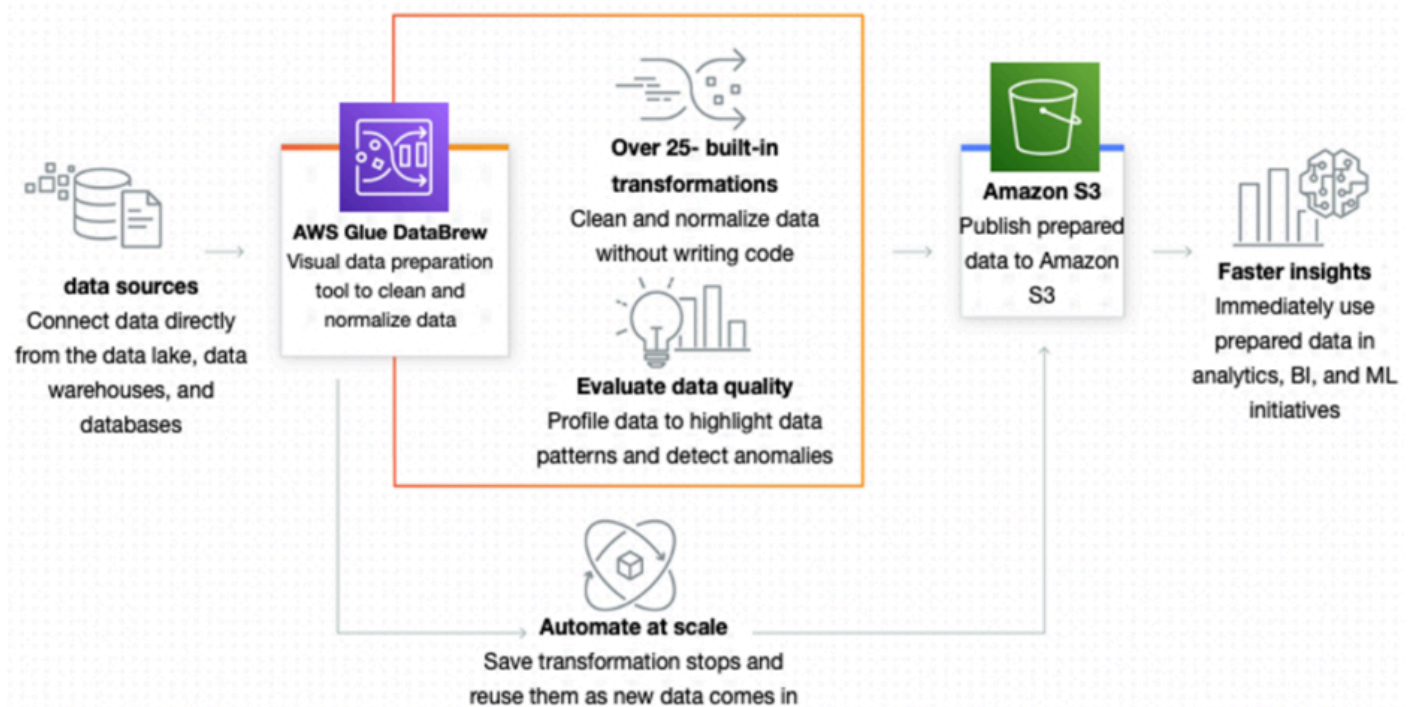 data sources
Connect data directly
from the data lake, data
warehouses, and
databases
AWS Glue DataBrew
Visual data preparation
tool to clean and
normalize data
Over 25- built-in
transformations
Clean and normalize data
without writing code
Evaluate data quality
Profile data to highlight data
patterns and detect anomalies
Automate at scale
Save transformation stops and
reuse them as new data comes in
Amazon S3
Publish prepared
data to Amazon
S3
Faster insights
Immediately use
prepared data in
analytics, BI, and ML
initiatives